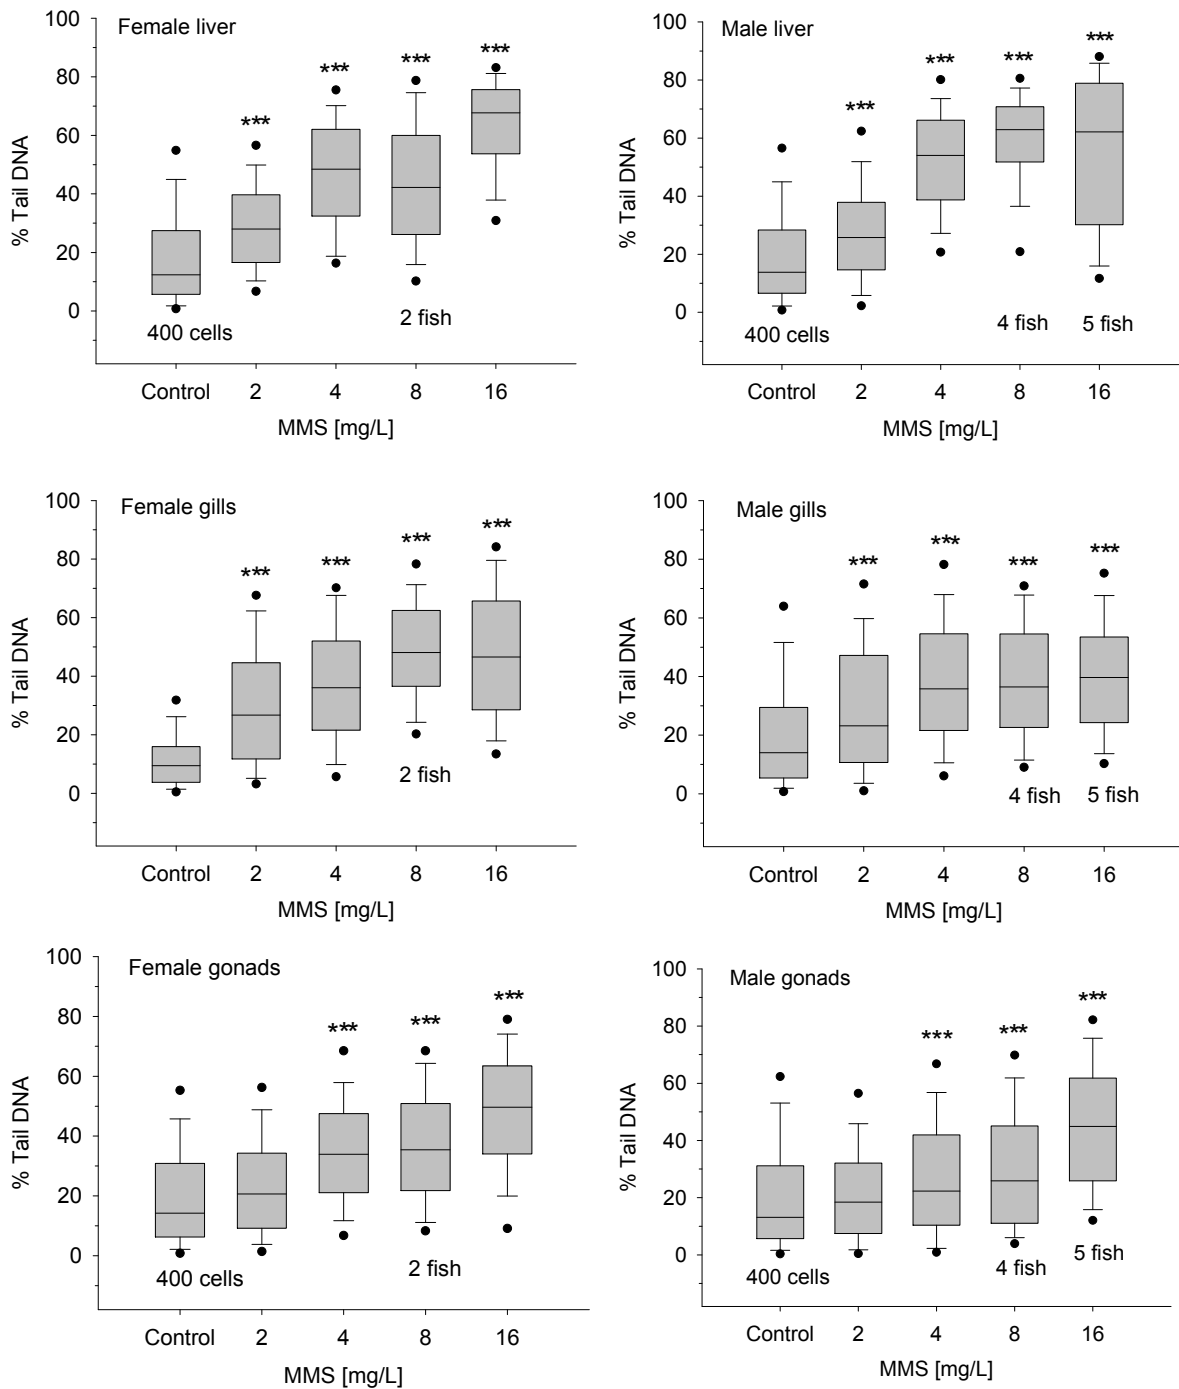 Female liver
100
80
60
40
20
0
% Tail DNA
***
***
***
***
400 cells
2 fish
Control 2 4 8 16
MMS [mg/L]
Male liver
100
80
60
40
20
0
% Tail DNA
***
***
***
***
400 cells
4 fish
5 fish
Control 2 4 8 16
MMS [mg/L]
Female gills
100
80
60
40
20
0
% Tail DNA
***
***
***
***
2 fish
Control 2 4 8 16
MMS [mg/L]
Male gills
100
80
60
40
20
0
% Tail DNA
***
***
***
***
4 fish
5 fish
Control 2 4 8 16
MMS [mg/L]
Female gonads
100
80
60
40
20
0
% Tail DNA
***
***
***
400 cells
2 fish
Control 2 4 8 16
MMS [mg/L]
Male gonads
100
80
60
40
20
0
% Tail DNA
***
***
***
400 cells
4 fish
5 fish
Control 2 4 8 16
MMS [mg/L]